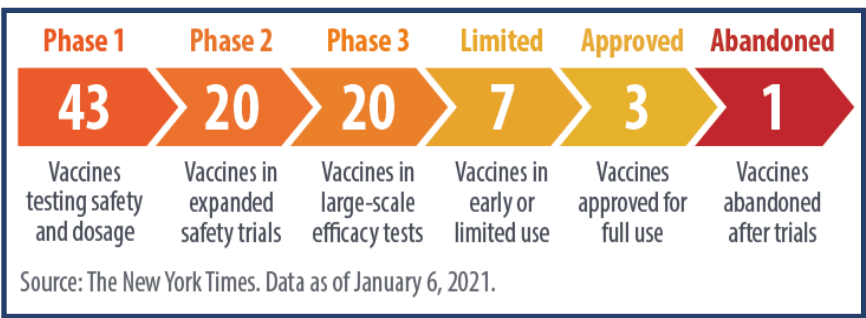 Phase 1 Phase 2 Phase 3 Limited Approved Abandoned
43 20 20 7 3 1
Vaccines testing safety and dosage
Vaccines in expanded safety trials
Vaccines in large-scale efficacy tests
Vaccines in early or limited use
Vaccines approved for full use
Vaccines abandoned after trials
Source: The New York Times. Data as of January 6, 2021.